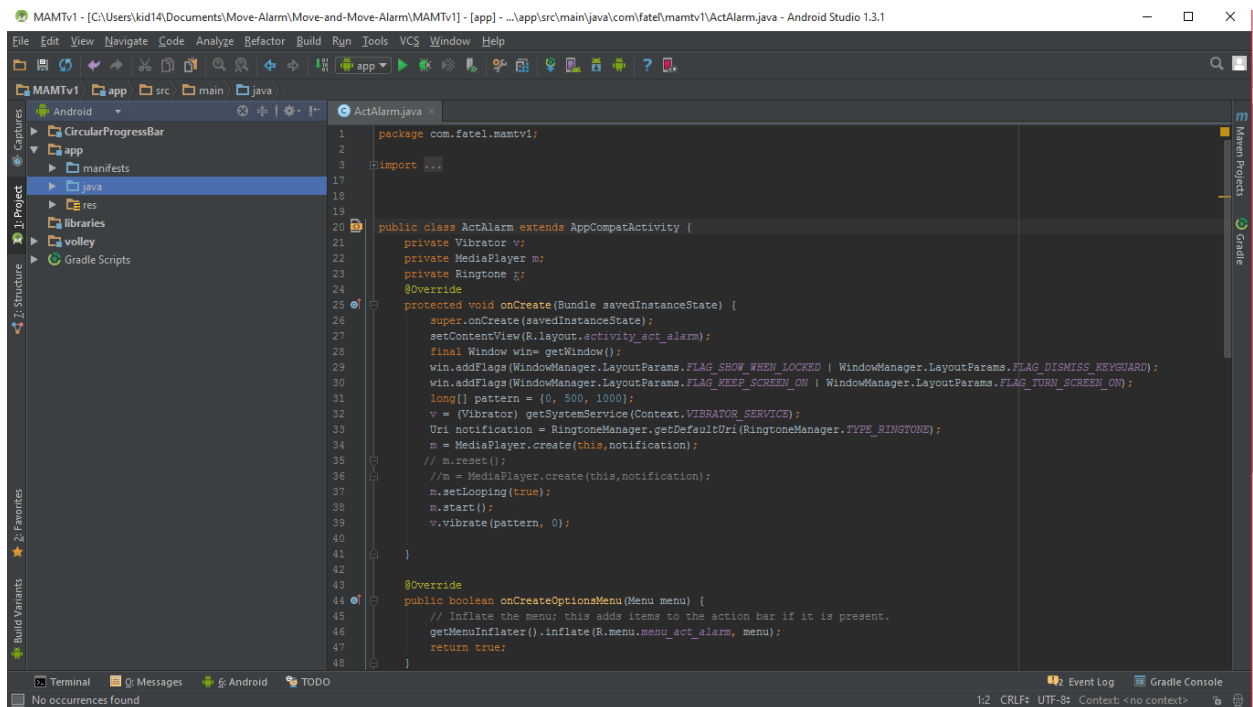 MAMTv1 - [C:\Users\kid14\Documents\Move-Alarm\Move-and-Move-Alarm\MAMTv1] - [app] - ...\app\src\main\java\com\fatel\mamtv1\ActAlarm.java - Android Studio 1.3.1
File Edit View Navigate Code Analyze Refactor Build Run Tools VCS Window Help
app
MAMTv1 app src main java
Android
ActAlarm.java
CircularProgressBar
app
manifests
java
res
libraries
volley
Gradle Scripts
Captures
1: Project
7: Structure
2: Favorites
Build Variants
1 package com.fatel.mamtv1;
2
3 import ...
17
18
19
20 public class ActAlarm extends AppCompatActivity {
21 private Vibrator v;
22 private MediaPlayer m;
23 private Ringtone r;
24 @Override
25 protected void onCreate(Bundle savedInstanceState) {
26 super.onCreate(savedInstanceState);
27 setContentView(R.layout.activity_act_alarm);
28 final Window win= getWindow();
29 win.addFlags(WindowManager.LayoutParams.FLAG_SHOW_WHEN_LOCKED | WindowManager.LayoutParams.FLAG_DISMISS_KEYGUARD);
30 win.addFlags(WindowManager.LayoutParams.FLAG_KEEP_SCREEN_ON | WindowManager.LayoutParams.FLAG_TURN_SCREEN_ON);
31 long[] pattern = {0, 500, 1000};
32 v = (Vibrator) getSystemService(Context.VIBRATOR_SERVICE);
33 Uri notification = RingtoneManager.getDefaultUri(RingtoneManager.TYPE_RINGTONE);
34 m = MediaPlayer.create(this,notification);
35 // m.reset();
36 //m = MediaPlayer.create(this,notification);
37 m.setLooping(true);
38 m.start();
39 v.vibrate(pattern, 0);
40
41 }
42
43 @Override
44 public boolean onCreateOptionsMenu(Menu menu) {
45 // Inflate the menu; this adds items to the action bar if it is present.
46 getMenuInflater().inflate(R.menu.menu_act_alarm, menu);
47 return true;
48 }
m
Maven Projects
Gradle
Terminal 0: Messages 6: Android TODO
2 Event Log Gradle Console
No occurrences found
1:2 CRLF UTF-8 Context: <no context>